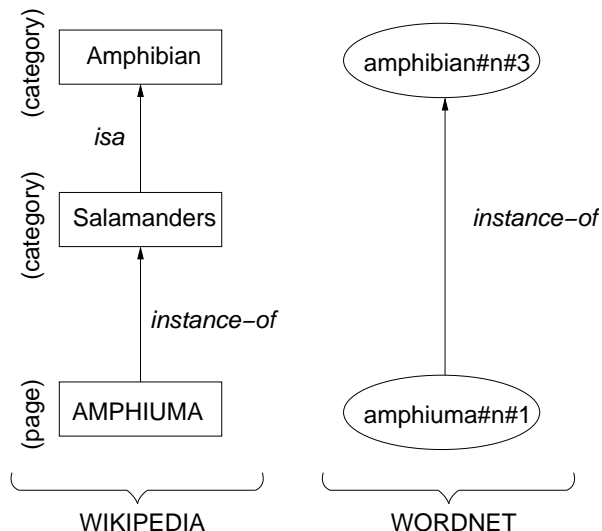 (category)
Amphibian
isa
(category)
Salamanders
instance-of
(page)
AMPHIUMA
WIKIPEDIA
amphibian#n#3
instance-of
amphiuma#n#1
WORDNET